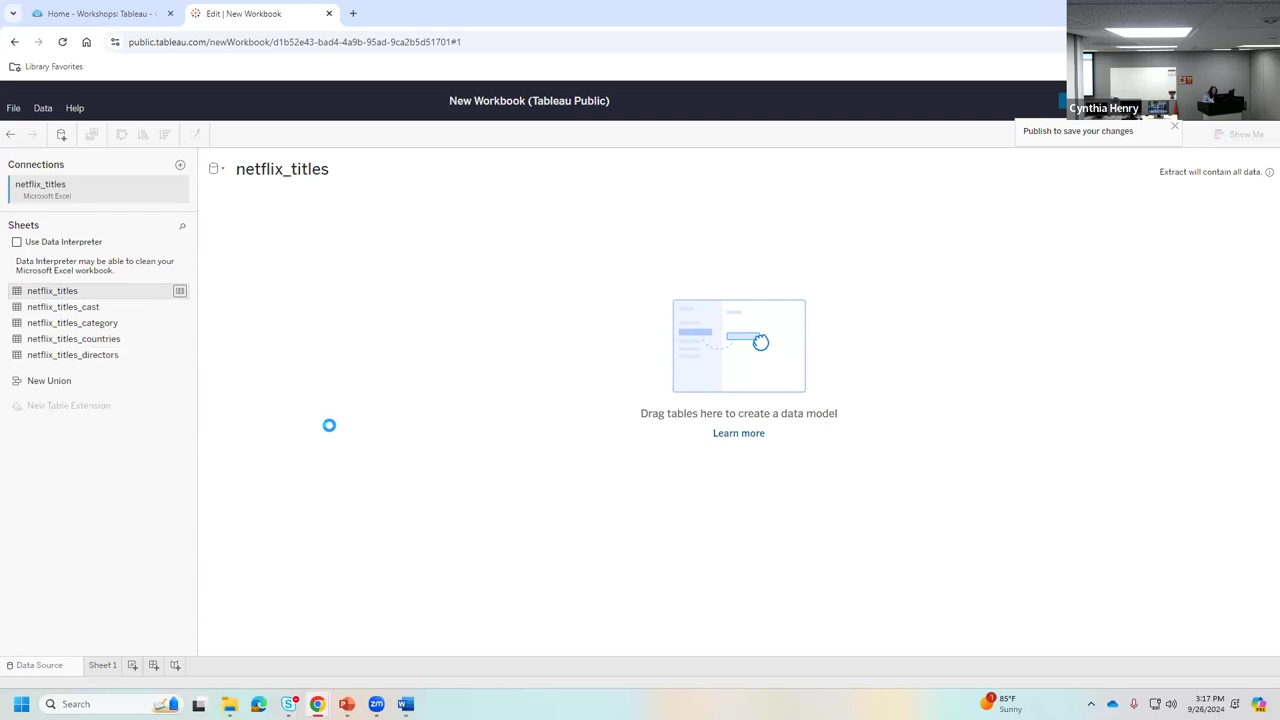 Home - Workshops: Tableau -
Edit | New Workbook
public.tableau.com/newWorkbook/d1b52e43-bad4-4a9b-95ad-9ca2b5d51701#1
Library Favorites
New Workbook (Tableau Public)
File Data Help
Cynthia Henry
Publish to save your changes
Show Me
Connections
netflix_titles
Microsoft Excel
netflix_titles
Extract will contain all data.
Sheets
Use Data Interpreter
Data Interpreter may be able to clean your
Microsoft Excel workbook.
netflix_titles
netflix_titles_cast
netflix_titles_category
netflix_titles_countries
netflix_titles_directors
New Union
New Table Extension
Drag tables here to create a data model
Learn more
Data Source
Sheet 1
Search
85°F
Sunny
3:17 PM
9/26/2024